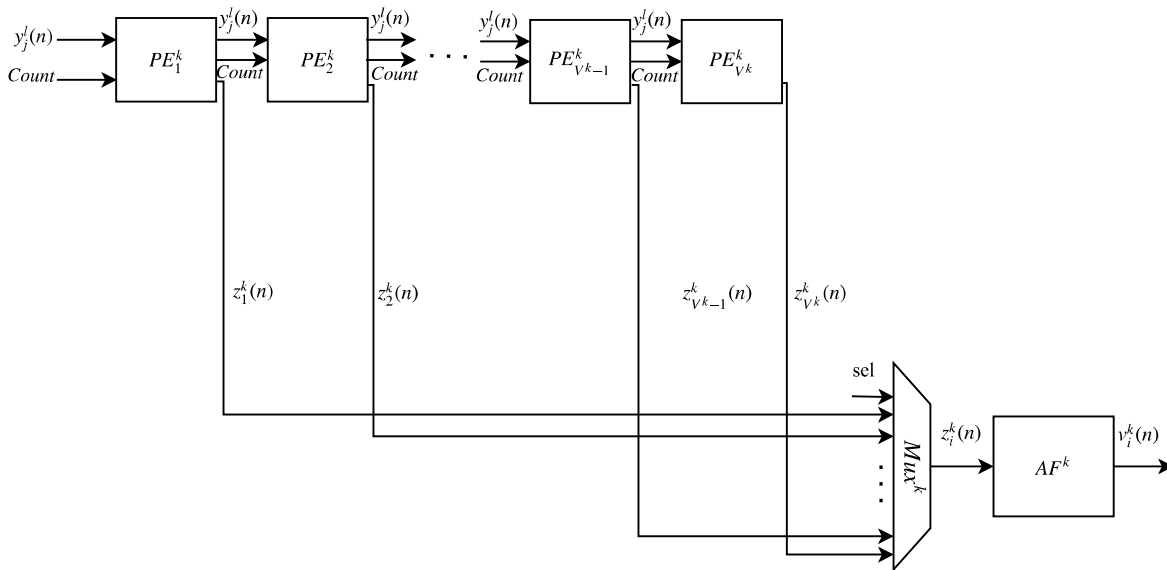 y_j^l(n) y_j^l(n) y_j^l(n) y_j^l(n) y_j^l(n)
PE_1^k PE_2^k . . . PE_{V^k-1}^k PE_{V^k}^k
Count Count Count Count Count
z_1^k(n) z_2^k(n) z_{V^k-1}^k(n) z_{V^k}^k(n)
sel
Mux^k
z_i^k(n) AF^k v_i^k(n)